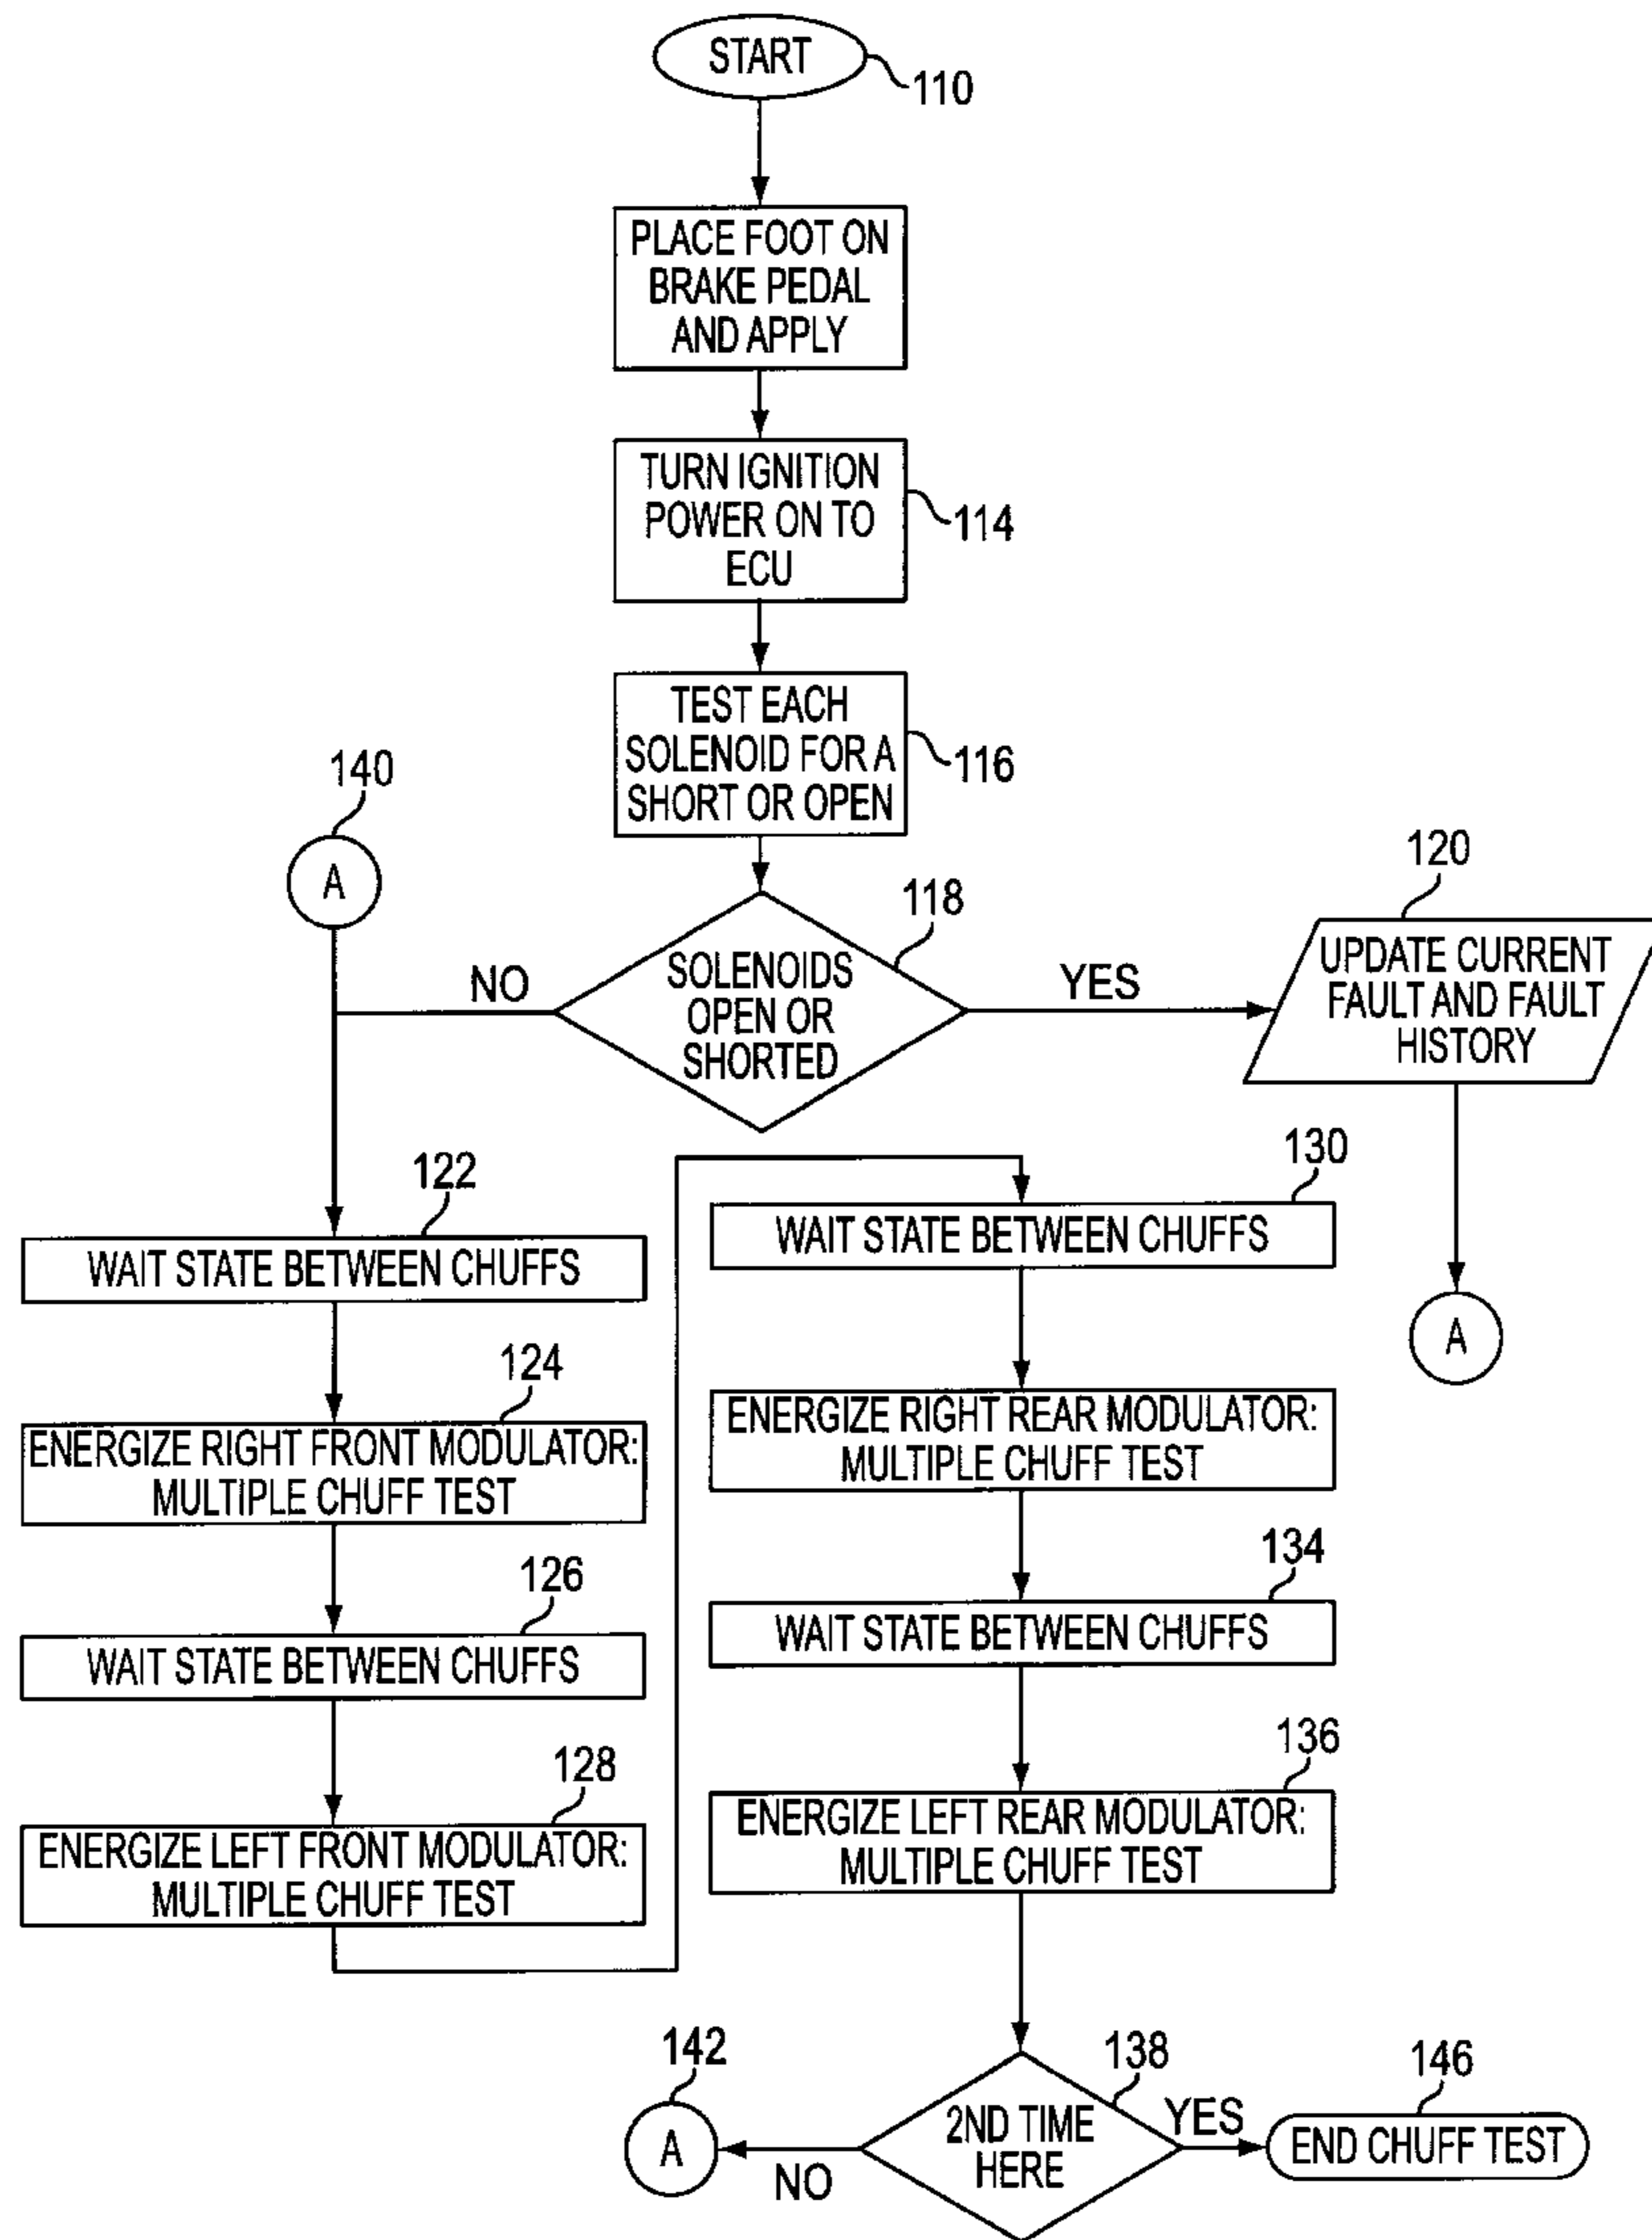 START
110
PLACE FOOT ON
BRAKE PEDAL
AND APPLY
TURN IGNITION
POWER ON TO
ECU
114
TEST EACH
SOLENOID FOR A
SHORT OR OPEN
116
140
A
118
SOLENOIDS
OPEN OR
SHORTED
NO
YES
120
UPDATE CURRENT
FAULT AND FAULT
HISTORY
A
122
WAIT STATE BETWEEN CHUFFS
124
ENERGIZE RIGHT FRONT MODULATOR:
MULTIPLE CHUFF TEST
126
WAIT STATE BETWEEN CHUFFS
128
ENERGIZE LEFT FRONT MODULATOR:
MULTIPLE CHUFF TEST
130
WAIT STATE BETWEEN CHUFFS
ENERGIZE RIGHT REAR MODULATOR:
MULTIPLE CHUFF TEST
134
WAIT STATE BETWEEN CHUFFS
136
ENERGIZE LEFT REAR MODULATOR:
MULTIPLE CHUFF TEST
138
2ND TIME
HERE
NO
142
A
YES
146
END CHUFF TEST